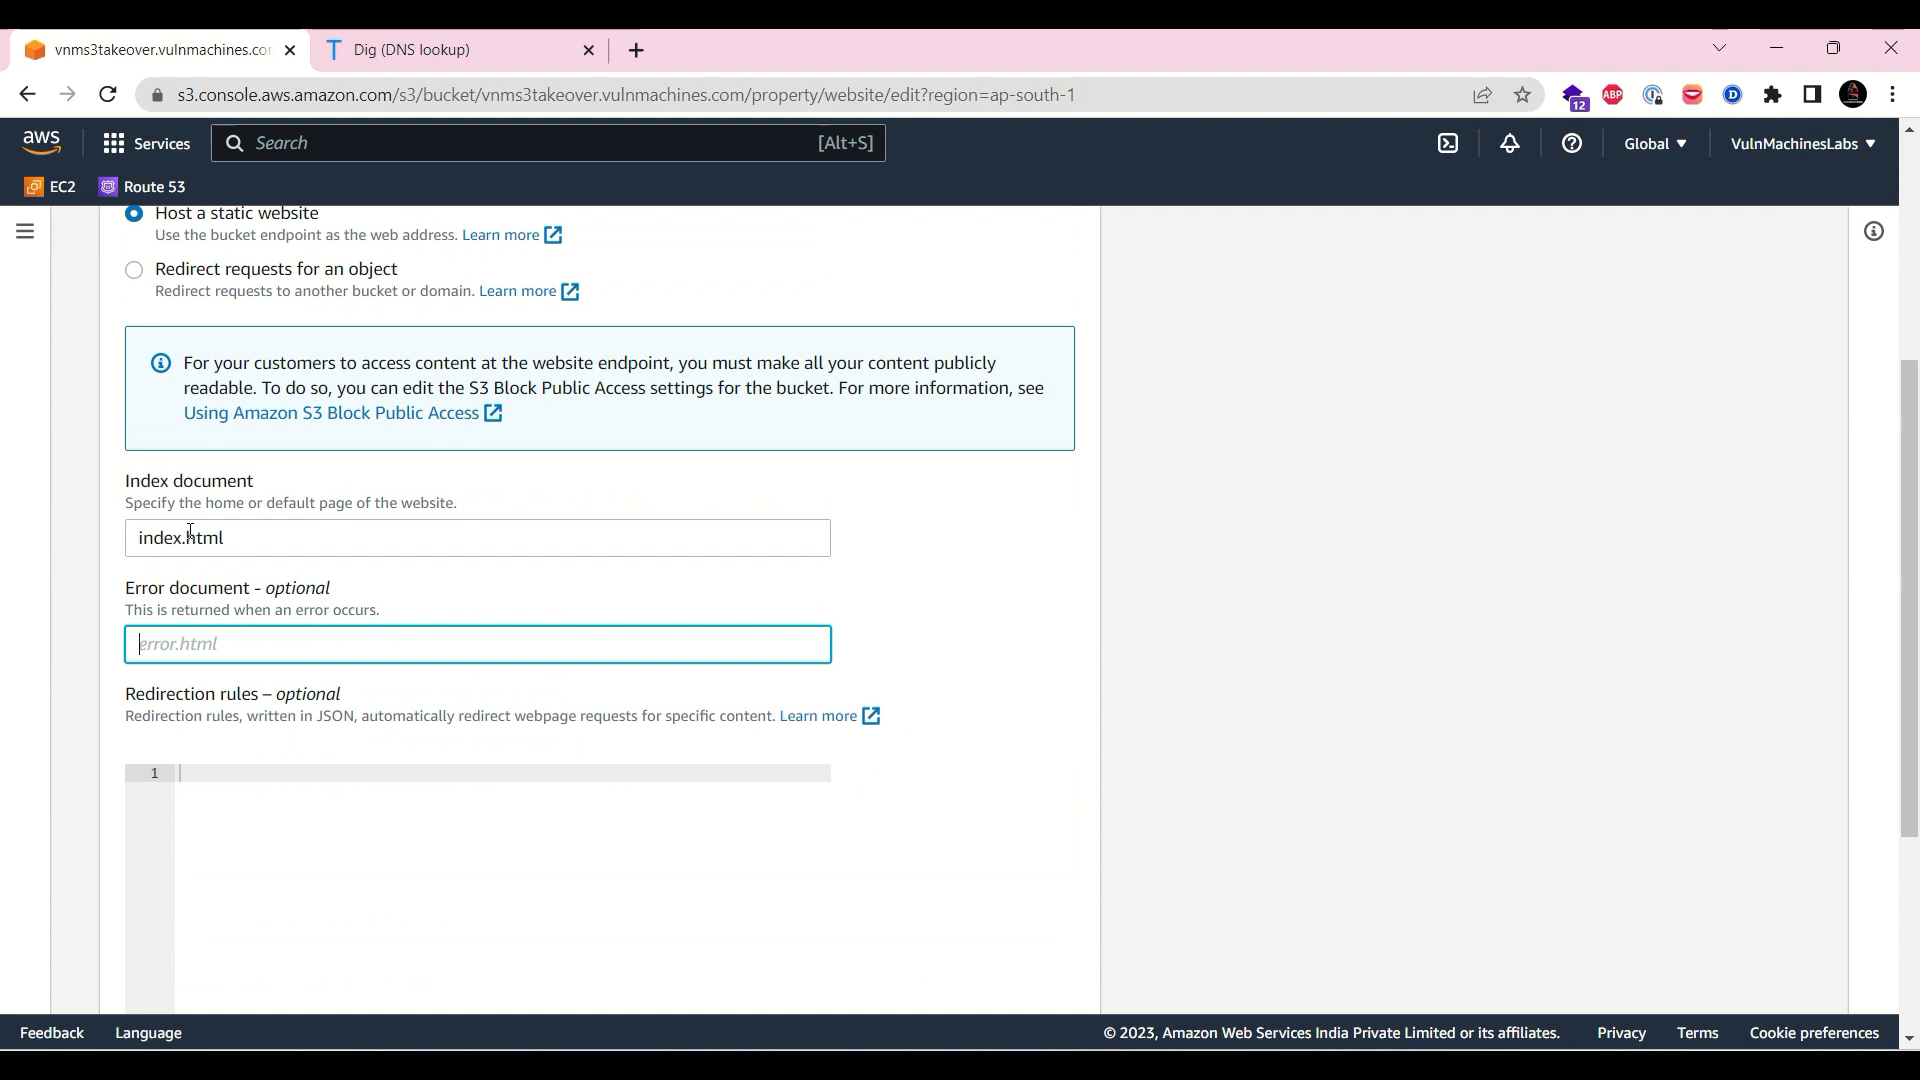 vnms3takeover.vulnmachines.con
Dig (DNS lookup)
s3.console.aws.amazon.com/s3/bucket/vnms3takeover.vulnmachines.com/property/website/edit?region=ap-south-1
12
ABP
D
aws
Services
Search
[Alt+S]
Global
VulnMachinesLabs
EC2
Route 53
Host a static website
Use the bucket endpoint as the web address. Learn more
Redirect requests for an object
Redirect requests to another bucket or domain. Learn more
For your customers to access content at the website endpoint, you must make all your content publicly
readable. To do so, you can edit the S3 Block Public Access settings for the bucket. For more information, see
Using Amazon S3 Block Public Access
Index document
Specify the home or default page of the website.
index.html
Error document - optional
This is returned when an error occurs.
error.html
Redirection rules – optional
Redirection rules, written in JSON, automatically redirect webpage requests for specific content. Learn more
1
Feedback
Language
© 2023, Amazon Web Services India Private Limited or its affiliates.
Privacy
Terms
Cookie preferences